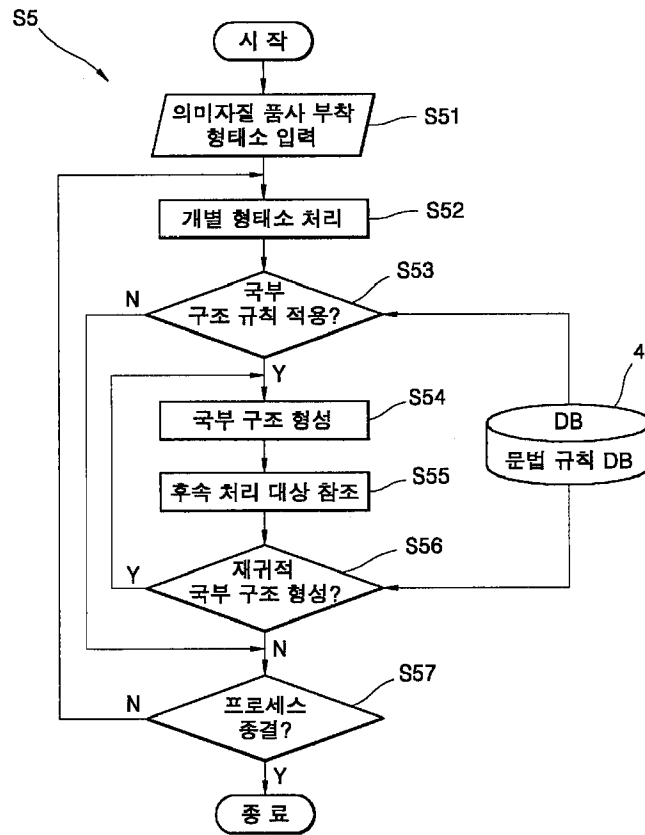 S5
시 작
의미자질 품사 부착
형태소 입력
S51
개별 형태소 처리
S52
국부
구조 규칙 적용?
S53
N
Y
4
DB
문법 규칙 DB
국부 구조 형성
S54
후속 처리 대상 참조
S55
재귀적
국부 구조 형성?
S56
Y
N
프로세스
종결?
S57
N
Y
종 료